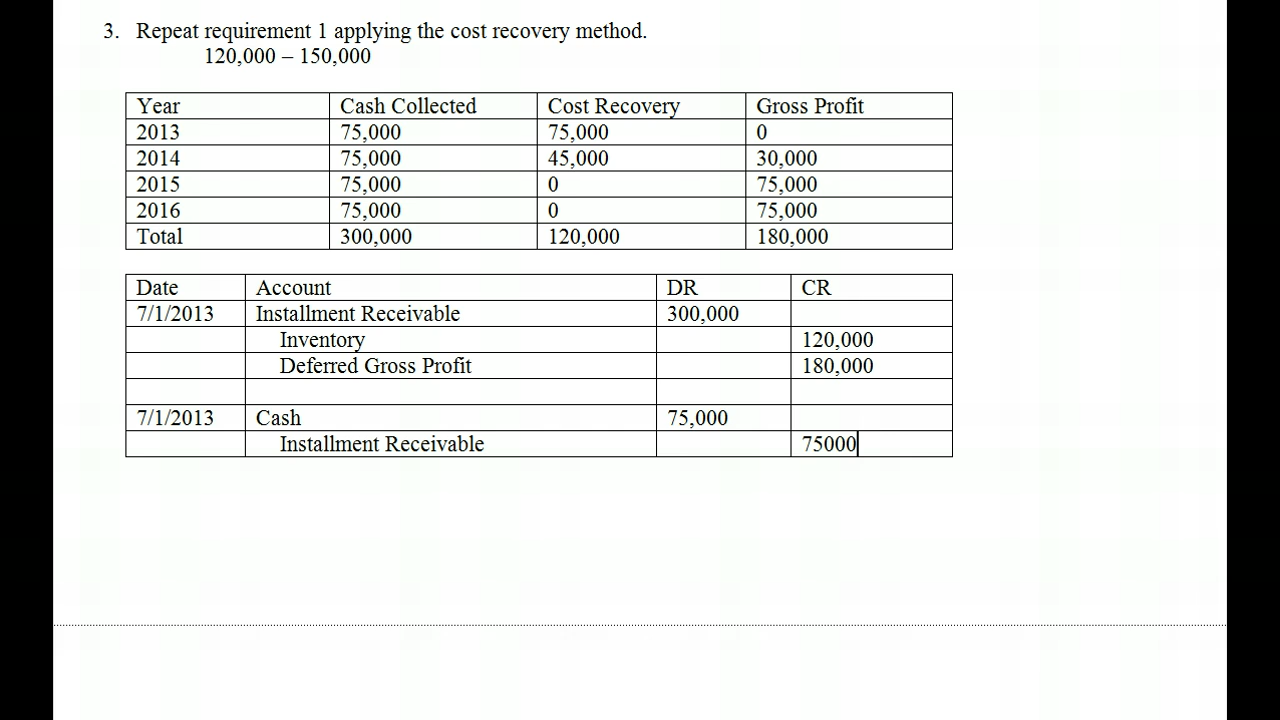 3. Repeat requirement 1 applying the cost recovery method.
120,000 – 150,000
Year Cash Collected Cost Recovery Gross Profit
2013 75,000 75,000 0
2014 75,000 45,000 30,000
2015 75,000 0 75,000
2016 75,000 0 75,000
Total 300,000 120,000 180,000
Date Account DR CR
7/1/2013 Installment Receivable 300,000
Inventory 120,000
Deferred Gross Profit 180,000
7/1/2013 Cash 75,000
Installment Receivable 75000